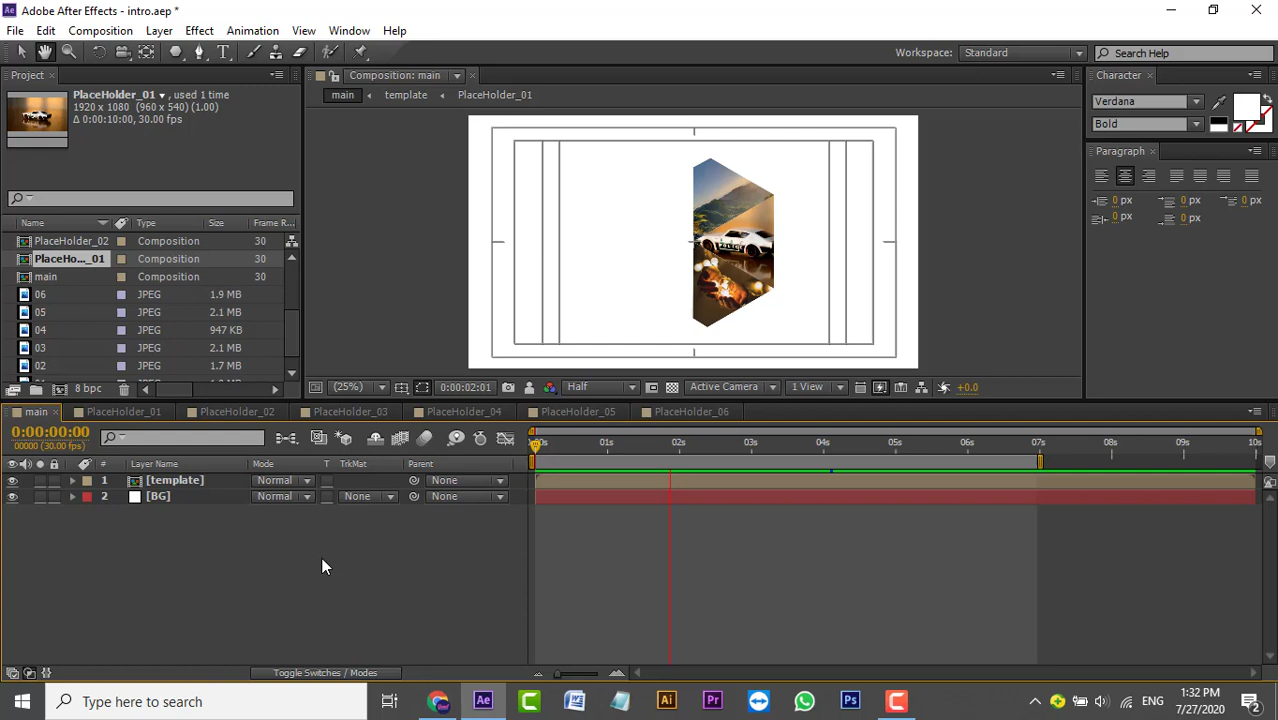 Adobe After Effects - intro.aep *
File Edit Composition Layer Effect Animation View Window Help
Workspace: Standard Search Help
Project
Composition: main
Character
PlaceHolder_01 , used 1 time
1920 x 1080 (960 x 540) (1.00)
Δ 0:00:10:00, 30.00 fps
main template PlaceHolder_01
Verdana
Bold
Paragraph
0 px 0 px 0 px
0 px 0 px
Name Type Size Frame R...
PlaceHolder_02 Composition 30
PlaceHo..._01 Composition 30
main Composition 30
06 JPEG 1.9 MB
05 JPEG 2.1 MB
04 JPEG 947 KB
03 JPEG 2.1 MB
02 JPEG 1.7 MB
8 bpc
(25%) 0:00:02:01 Half Active Camera 1 View +0.0
main PlaceHolder_01 PlaceHolder_02 PlaceHolder_03 PlaceHolder_04 PlaceHolder_05 PlaceHolder_06
0:00:00:00
00000 (30.00 fps)
01s 02s 03s 04s 05s 06s 07s 08s 09s 10s
# Layer Name Mode T TrkMat Parent
1 [template] Normal None
2 [BG] Normal None None
Toggle Switches / Modes
Type here to search
Ps Pr Ai Ae
ENG
1:32 PM
7/27/2020
2